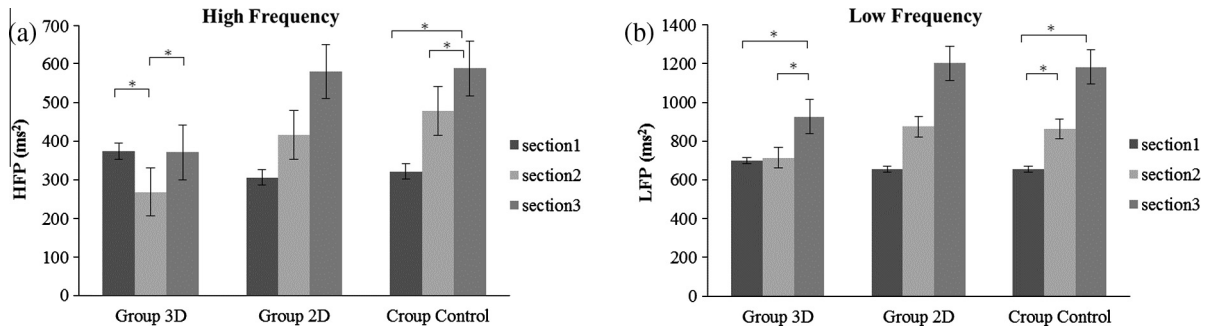 (a)
High Frequency
HFP (ms²)
700
600
500
400
300
200
100
0
*
*
*
*
Group 3D
Group 2D
Croup Control
section1
section2
section3
(b)
Low Frequency
LFP (ms²)
1400
1200
1000
800
600
400
200
0
*
*
*
*
Group 3D
Group 2D
Croup Control
section1
section2
section3